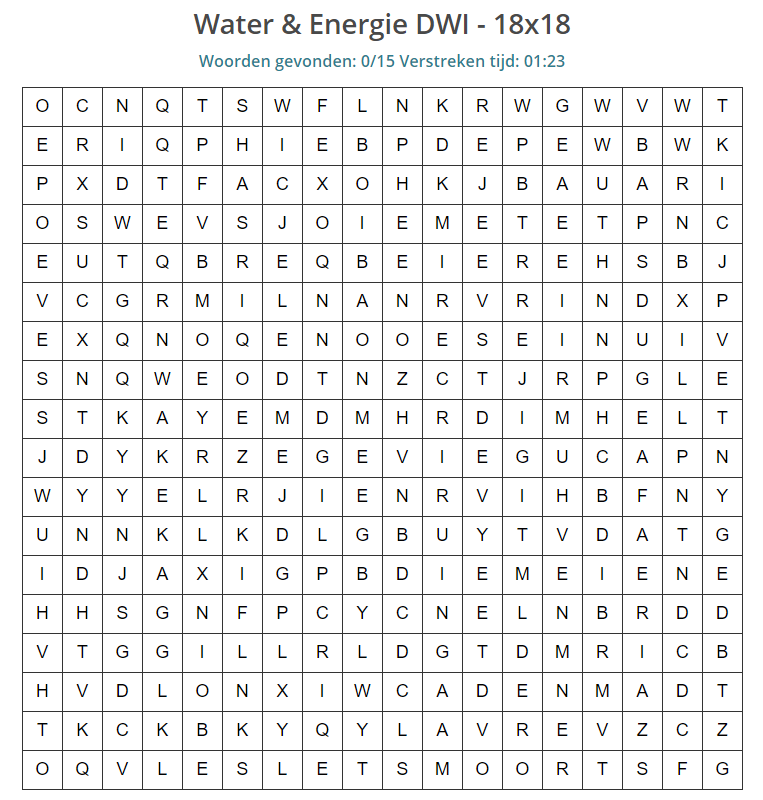 Water & Energie DWI - 18x18
Woorden gevonden: 0/15 Verstreken tijd: 01:23
O C N Q T S W F L N K R W G W V W T
E R I Q P H I E B P D E P E W B W K
P X D T F A C X O H K J B A U A R I
O S W E V S J O I E M E T E T P N C
E U T Q B R E Q B E I E R E H S B J
V C G R M I L N A N R V R I N D X P
E X Q N O Q E N O O E S E I N U I V
S N Q W E O D T N Z C T J R P G L E
S T K A Y E M D M H R D I M H E L T
J D Y K R Z E G E V I E G U C A P N
W Y Y E L R J I E N R V I H B F N Y
U N N K L K D L G B U Y T V D A T G
I D J A X I G P B D I E M E I E N E
H H S G N F P C Y C N E L N B R D D
V T G G I L L R L D G T D M R I C B
H V D L O N X I W C A D E N M A D T
T K C K B K Y Q Y L A V R E V Z C Z
O Q V L E S L E T S M O O R T S F G